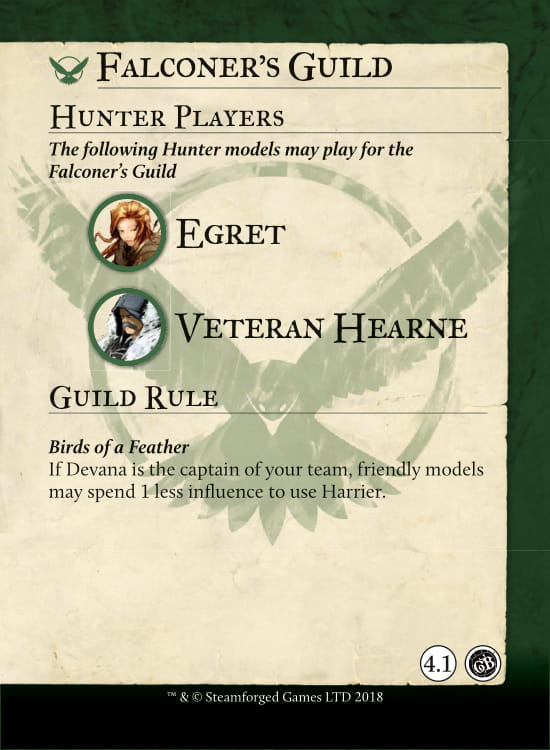 Falconer's Guild
Hunter Players
The following Hunter models may play for the
Falconer's Guild
Egret
Veteran Hearne
Guild Rule
Birds of a Feather
If Devana is the captain of your team, friendly models
may spend 1 less influence to use Harrier.
4.1
GB
™ & © Steamforged Games LTD 2018